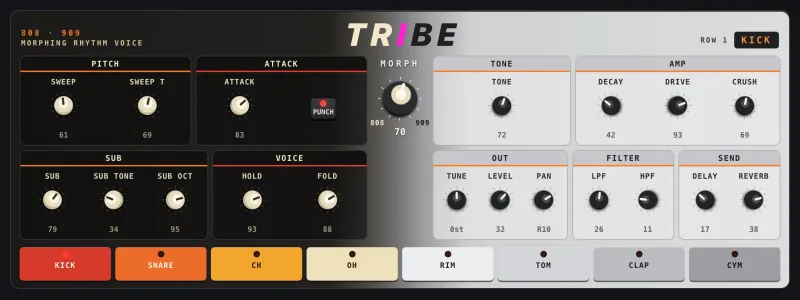 808 · 909
MORPHING RHYTHM VOICE
TRIBE
ROW 1 KICK
PITCH
SWEEP SWEEP T
61 69
ATTACK
ATTACK
PUNCH
83
MORPH
808 909
70
TONE
TONE
72
AMP
DECAY DRIVE CRUSH
42 93 69
SUB
SUB SUB TONE SUB OCT
79 34 95
VOICE
HOLD FOLD
93 88
OUT
TUNE LEVEL PAN
0st 32 R10
FILTER
LPF HPF
26 11
SEND
DELAY REVERB
17 38
KICK SNARE CH OH RIM TOM CLAP CYM